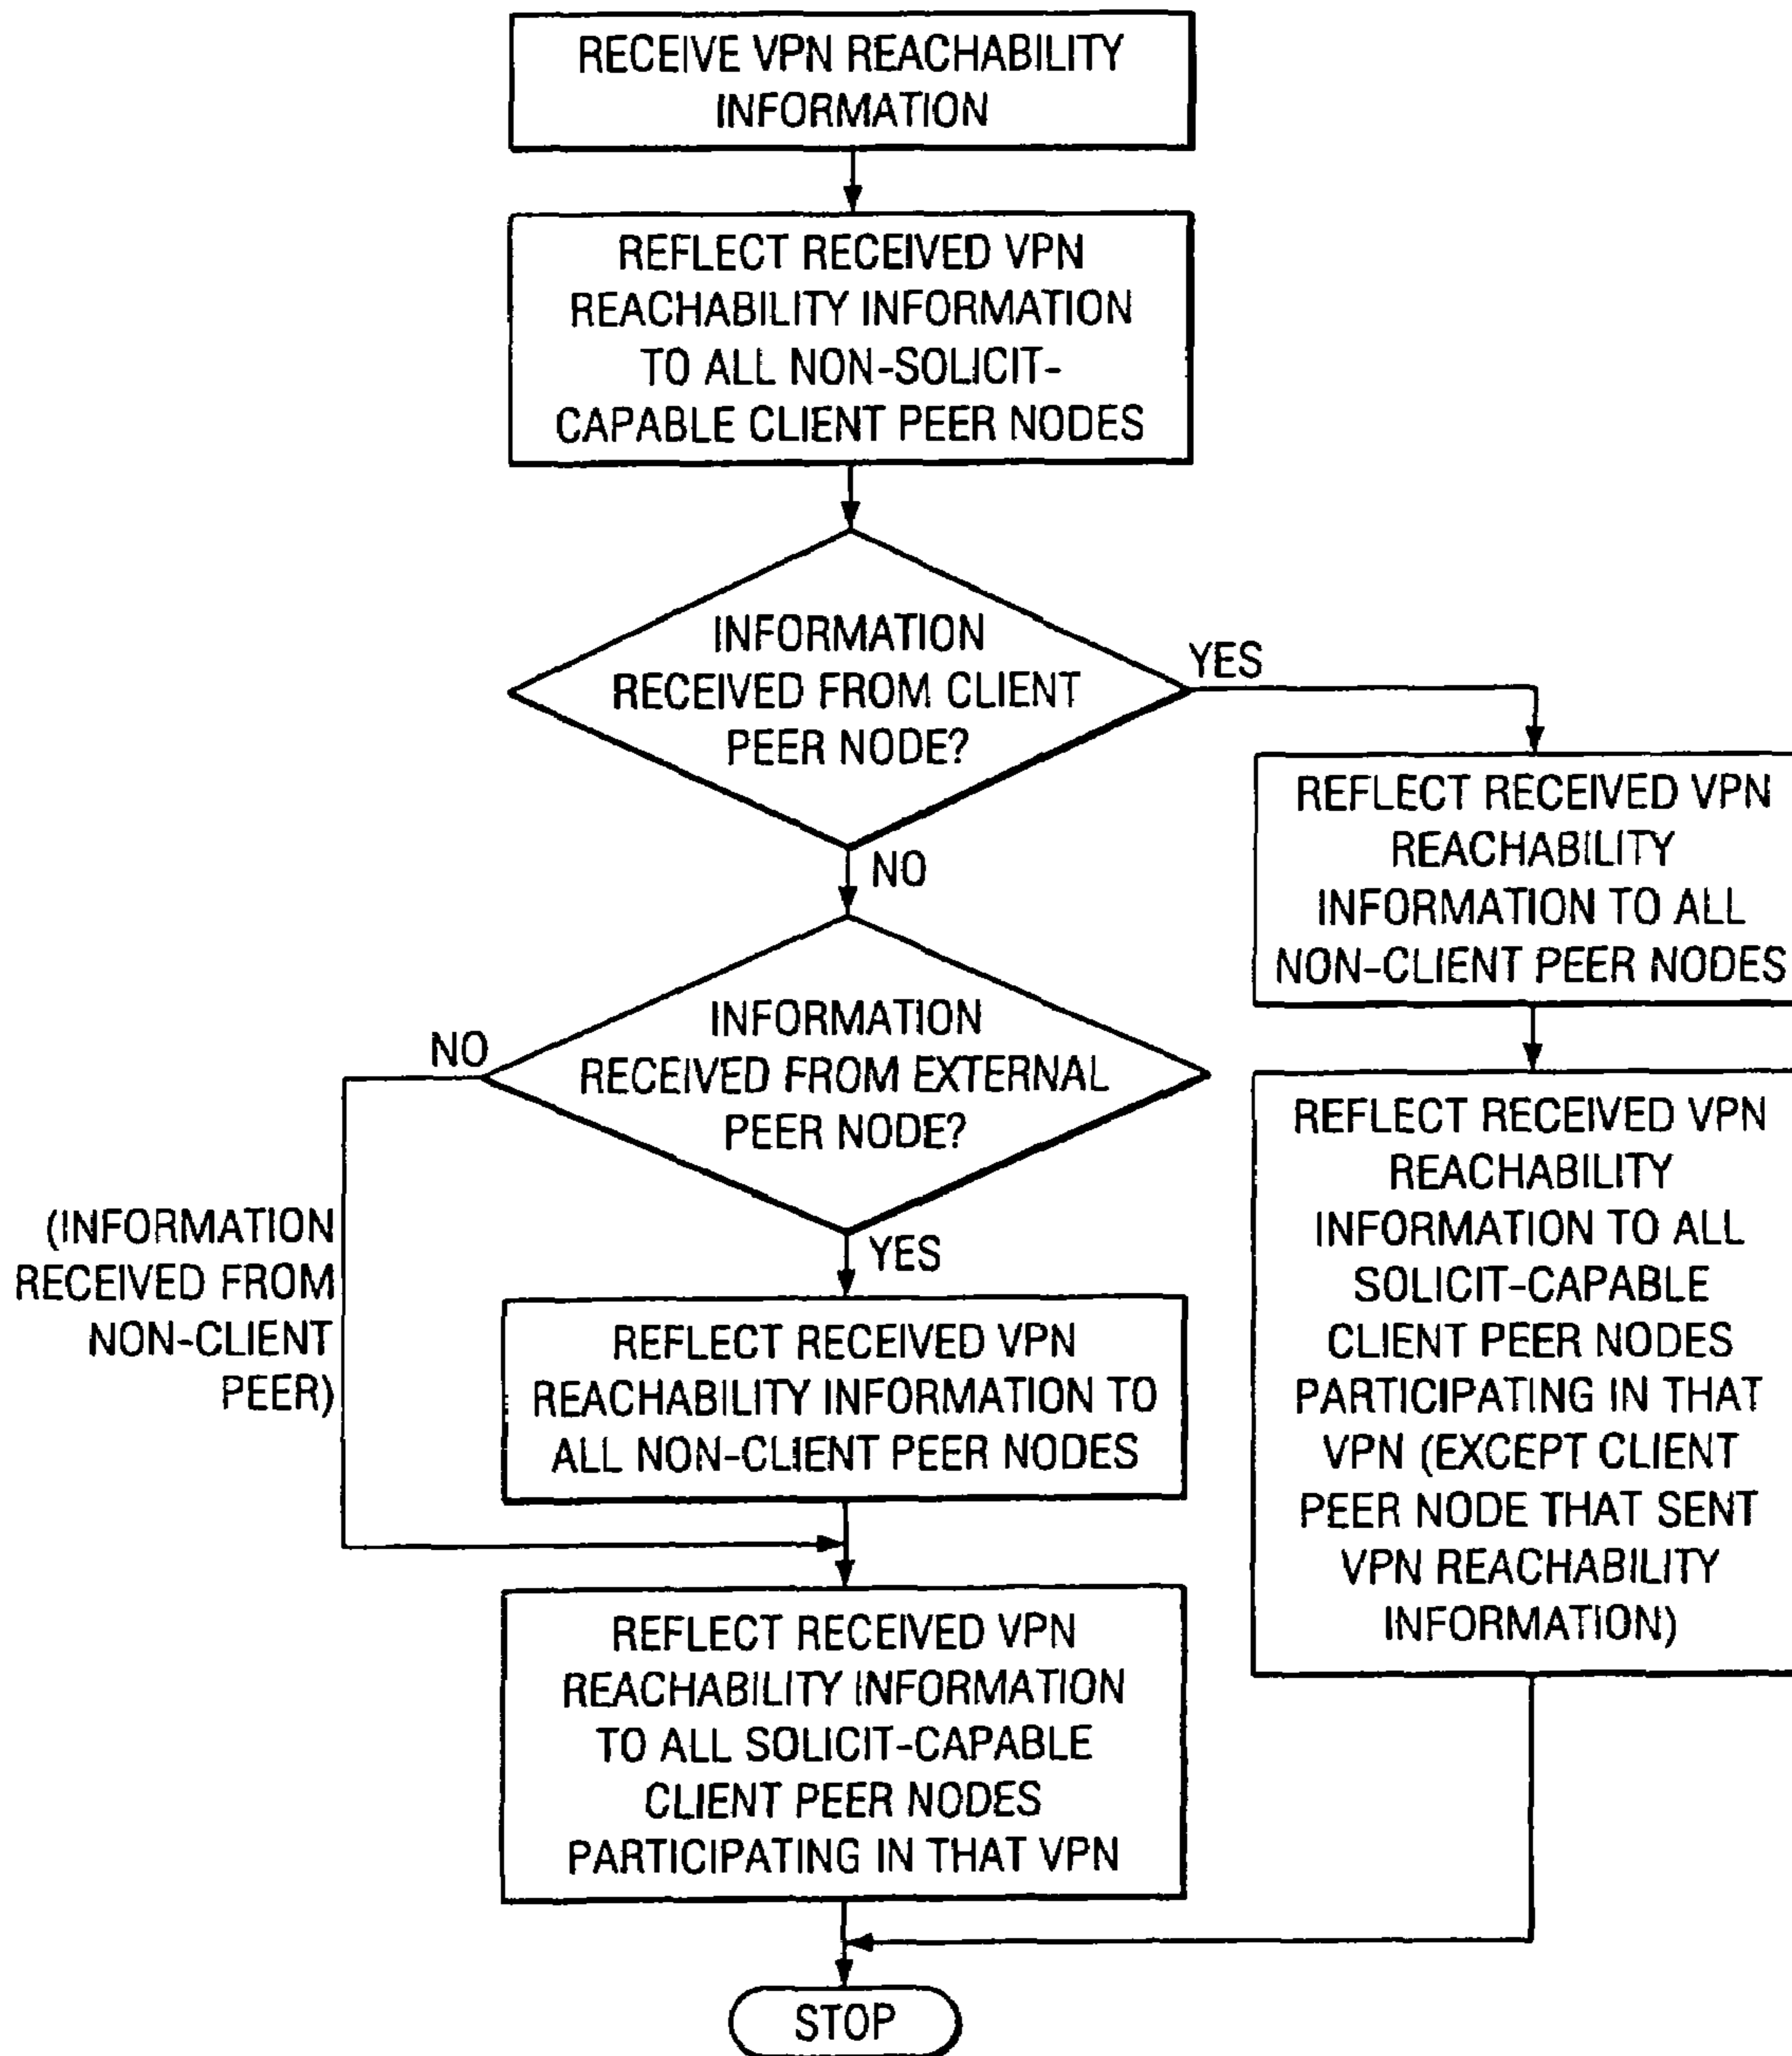 RECEIVE VPN REACHABILITY
INFORMATION
REFLECT RECEIVED VPN
REACHABILITY INFORMATION
TO ALL NON-SOLICIT-
CAPABLE CLIENT PEER NODES
INFORMATION
RECEIVED FROM CLIENT
PEER NODE?
YES
NO
REFLECT RECEIVED VPN
REACHABILITY
INFORMATION TO ALL
NON-CLIENT PEER NODES
INFORMATION
RECEIVED FROM EXTERNAL
PEER NODE?
NO
(INFORMATION
RECEIVED FROM
NON-CLIENT
PEER)
YES
REFLECT RECEIVED VPN
REACHABILITY
INFORMATION TO ALL
SOLICIT-CAPABLE
CLIENT PEER NODES
PARTICIPATING IN THAT
VPN (EXCEPT CLIENT
PEER NODE THAT SENT
VPN REACHABILITY
INFORMATION)
REFLECT RECEIVED VPN
REACHABILITY INFORMATION TO
ALL NON-CLIENT PEER NODES
REFLECT RECEIVED VPN
REACHABILITY INFORMATION
TO ALL SOLICIT-CAPABLE
CLIENT PEER NODES
PARTICIPATING IN THAT VPN
STOP